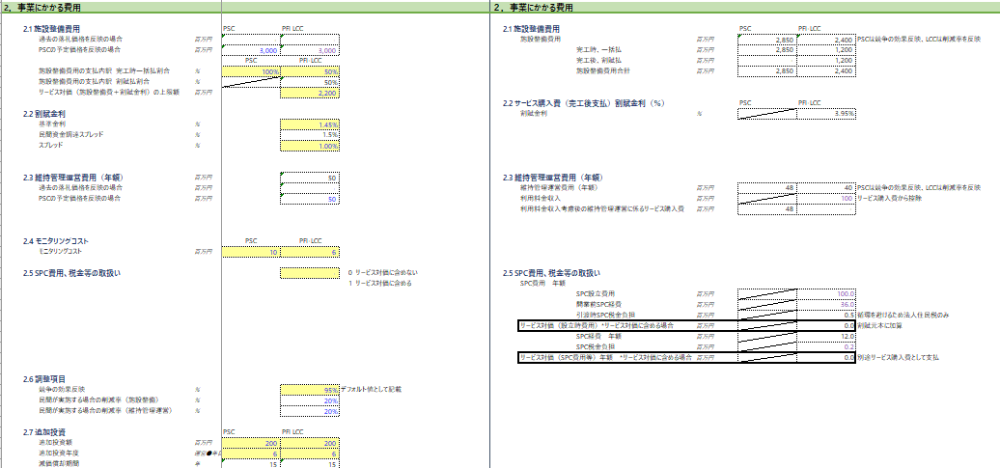 2．事業にかかる費用
2.1 施設整備費用 PSC PFI-LCC
過去の落札価格を反映の場合 百万円
PSCの予定価格を反映の場合 百万円 3,000 3,000
PSC PFI-LCC
施設整備費用の支払内訳 完工時一括払割合 % 100% 50%
施設整備費用の支払内訳 割賦払割合 % 50%
サービス対価（施設整備費＋割賦金利）の上限額 百万円 2,200
2.2 割賦金利
基準金利 % 1.45%
民間資金調達スプレッド % 1.5%
スプレッド % 1.00%
2.3 維持管理運営費用（年額） 百万円 50
過去の落札価格を反映の場合 百万円
PSCの予定価格を反映の場合 百万円 50
2.4 モニタリングコスト PSC PFI-LCC
モニタリングコスト 百万円 10 6
2.5 SPC費用、税金等の取扱い 0 サービス対価に含めない
1 サービス対価に含める
2.6 調整項目
競争の効果反映 % 95% デフォルト値として記載
民間が実施する場合の削減率（施設整備） % 20%
民間が実施する場合の削減率（維持管理運営） % 20%
2.7 追加投資 PSC PFI-LCC
追加投資額 百万円 200 200
追加投資年度 運営●年目 6 6
減価償却期間 年 15 15
2．事業にかかる費用
2.1 施設整備費用 PSC PFI-LCC
施設整備費用 百万円 2,850 2,400 PSCは競争の効果反映、LCCは削減率を反映
完工時、一括払 百万円 2,850 1,200
完工後、割賦払 百万円 1,200
施設整備費用合計 百万円 2,850 2,400
2.2 サービス購入費（完工後支払）割賦金利（%） PSC PFI-LCC
割賦金利 % 3.95%
2.3 維持管理運営費用（年額） PSC PFI-LCC
維持管理運営費用（年額） 百万円 48 40 PSCは競争の効果反映、LCCは削減率を反映
利用料金収入 百万円 100 サービス購入費から控除
利用料金収入考慮後の維持管理運営に係るサービス購入費 百万円 48
2.5 SPC費用、税金等の取扱い
SPC費用 年額
SPC設立費用 百万円 100.0
開業前SPC経費 百万円 36.0
引渡時SPC税金負担 百万円 0.5 循環を避けるため法人住民税のみ
サービス対価（設立時費用）*サービス対価に含める場合 百万円 0.0 割賦元本に加算
SPC経費 年額 百万円 12.0
SPC税金負担 百万円 0.2
サービス対価（SPC費用等）年額 *サービス対価に含める場合 百万円 0.0 別途サービス購入費として支払